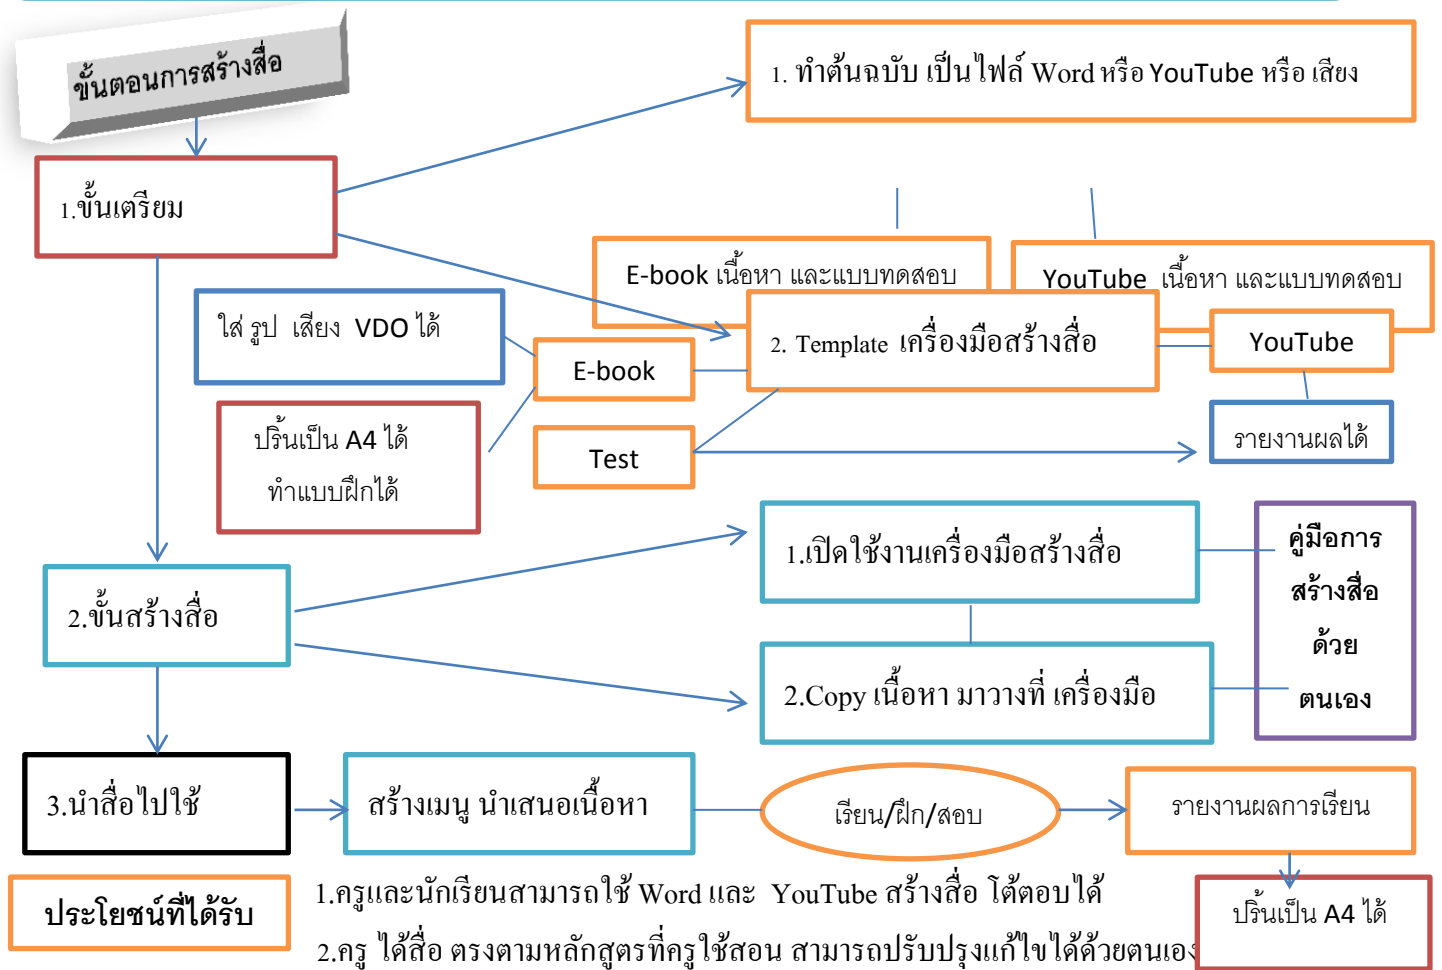 ขั้นตอนการสร้างสื่อ
1. ทำต้นฉบับ เป็นไฟล์ Word หรือ YouTube หรือ เสียง
1.ขั้นเตรียม
E-book เนื้อหา และแบบทดสอบ
YouTube เนื้อหา และแบบทดสอบ
ใส่ รูป เสียง VDO ได้
2. Template เครื่องมือสร้างสื่อ
YouTube
E-book
ปริ้นเป็น A4 ได้
ทำแบบฝึกได้
Test
รายงานผลได้
1.เปิดใช้งานเครื่องมือสร้างสื่อ
คู่มือการ
สร้างสื่อ
ด้วย
ตนเอง
2.ขั้นสร้างสื่อ
2.Copy เนื้อหา มาวางที่ เครื่องมือ
3.นำสื่อไปใช้
สร้างเมนู นำเสนอเนื้อหา
เรียน/ฝึก/สอบ
รายงานผลการเรียน
ปริ้นเป็น A4 ได้
ประโยชน์ที่ได้รับ
1.ครูและนักเรียนสามารถใช้ Word และ YouTube สร้างสื่อ โต้ตอบได้
2.ครู ได้สื่อ ตรงตามหลักสูตรที่ครูใช้สอน สามารถปรับปรุงแก้ไขได้ด้วยตนเอง